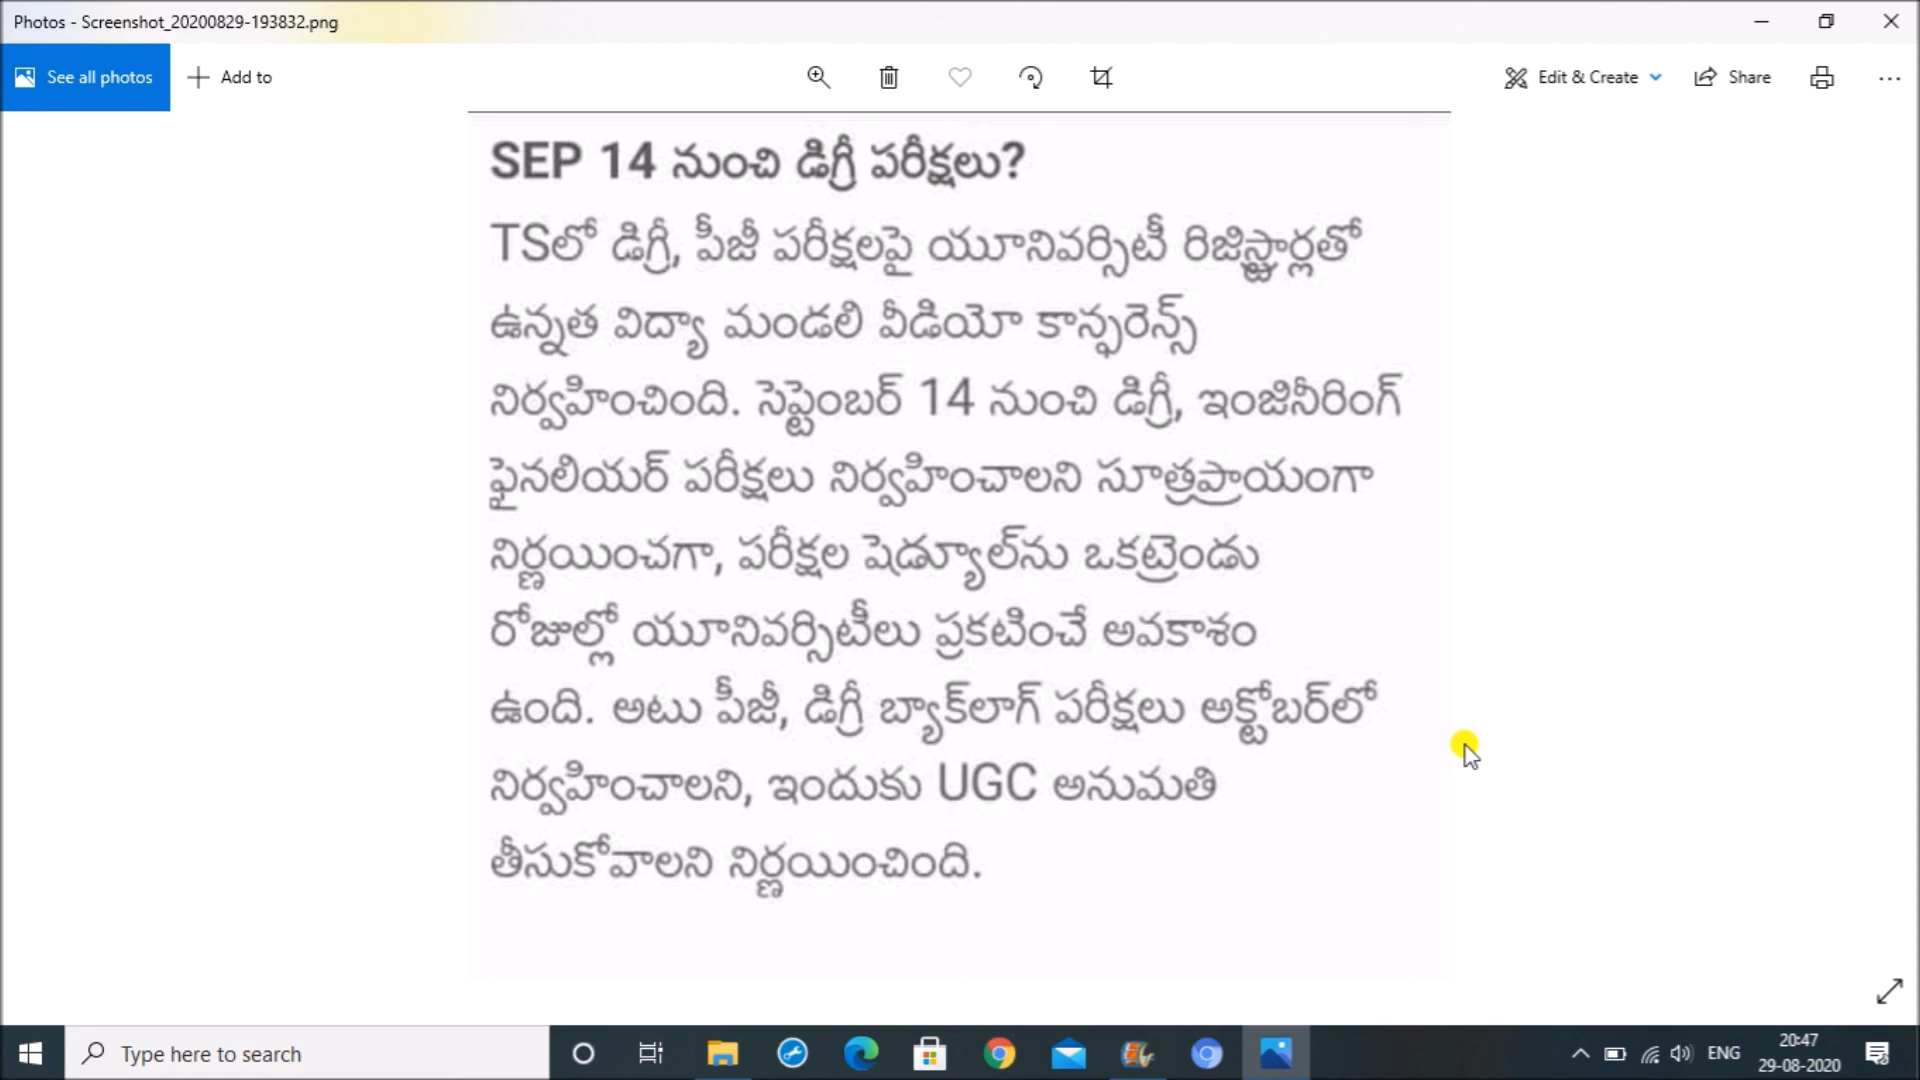 Photos - Screenshot_20200829-193832.png
See all photos
Add to
Edit & Create
Share
SEP 14 నుంచి డిగ్రీ పరీక్షలు?
TSలో డిగ్రీ, పీజీ పరీక్షలపై యూనివర్సిటీ రిజిస్ట్రార్లతో
ఉన్నత విద్యా మండలి వీడియో కాన్ఫరెన్స్
నిర్వహించింది. సెప్టెంబర్ 14 నుంచి డిగ్రీ, ఇంజినీరింగ్
ఫైనలియర్ పరీక్షలు నిర్వహించాలని సూత్రప్రాయంగా
నిర్ణయించగా, పరీక్షల షెడ్యూల్‌ను ఒకట్రెండు
రోజుల్లో యూనివర్సిటీలు ప్రకటించే అవకాశం
ఉంది. అటు పీజీ, డిగ్రీ బ్యాక్‌లాగ్ పరీక్షలు అక్టోబర్‌లో
నిర్వహించాలని, ఇందుకు UGC అనుమతి
తీసుకోవాలని నిర్ణయించింది.
Type here to search
ENG
20:47
29-08-2020